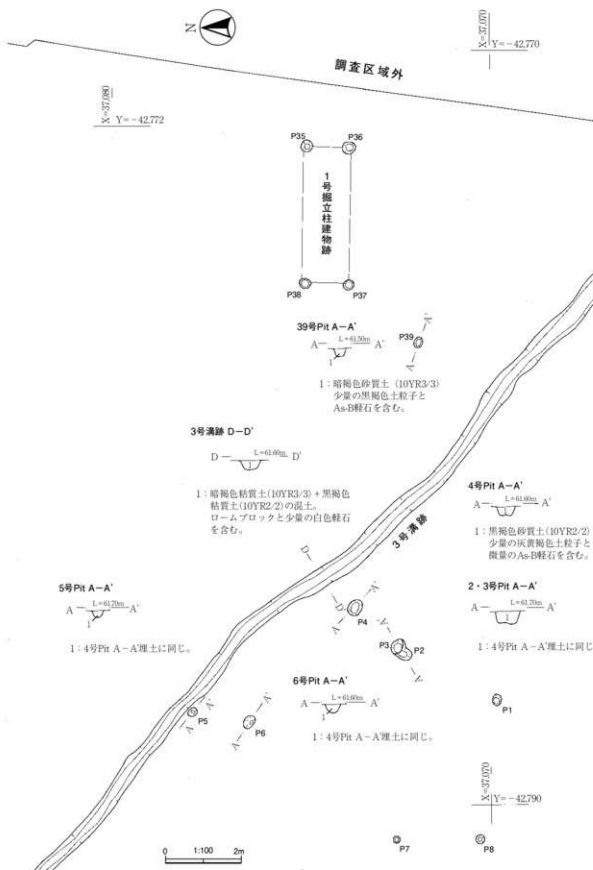 N
X=37,070
Y=−42,770
調査区域外
X=37,080
Y=−42,772
P35
P36
1号掘立柱建物跡
P38
P37
39号Pit A−A'
L=61.50m
A A'
1
P39
A A'
1：暗褐色砂質土（10YR3/3）
少量の黒褐色土粒子と
As-B軽石を含む。
3号溝跡 D−D'
L=61.60m
D D'
1
1：暗褐色粘質土(10YR3/3)＋黒褐色
粘質土(10YR2/2)の混土。
ロームブロックと少量の白色軽石
を含む。
4号Pit A−A'
L=61.60m
A A'
1
1：黒褐色砂質土(10YR2/2)
少量の灰黄褐色土粒子と
微量のAs-B軽石を含む。
3号溝跡
D D'
5号Pit A−A'
L=61.70m
A A'
1
1：4号Pit A−A'埋土に同じ。
A A'
P4
2・3号Pit A−A'
L=61.70m
A A'
1
1：4号Pit A−A'埋土に同じ。
P3
P2
A A'
6号Pit A−A'
L=61.60m
A A'
1
1：4号Pit A−A'埋土に同じ。
P5
A A'
P6
A A'
P1
X=37,070
Y=−42,790
P7
P8
0 1:100 2m